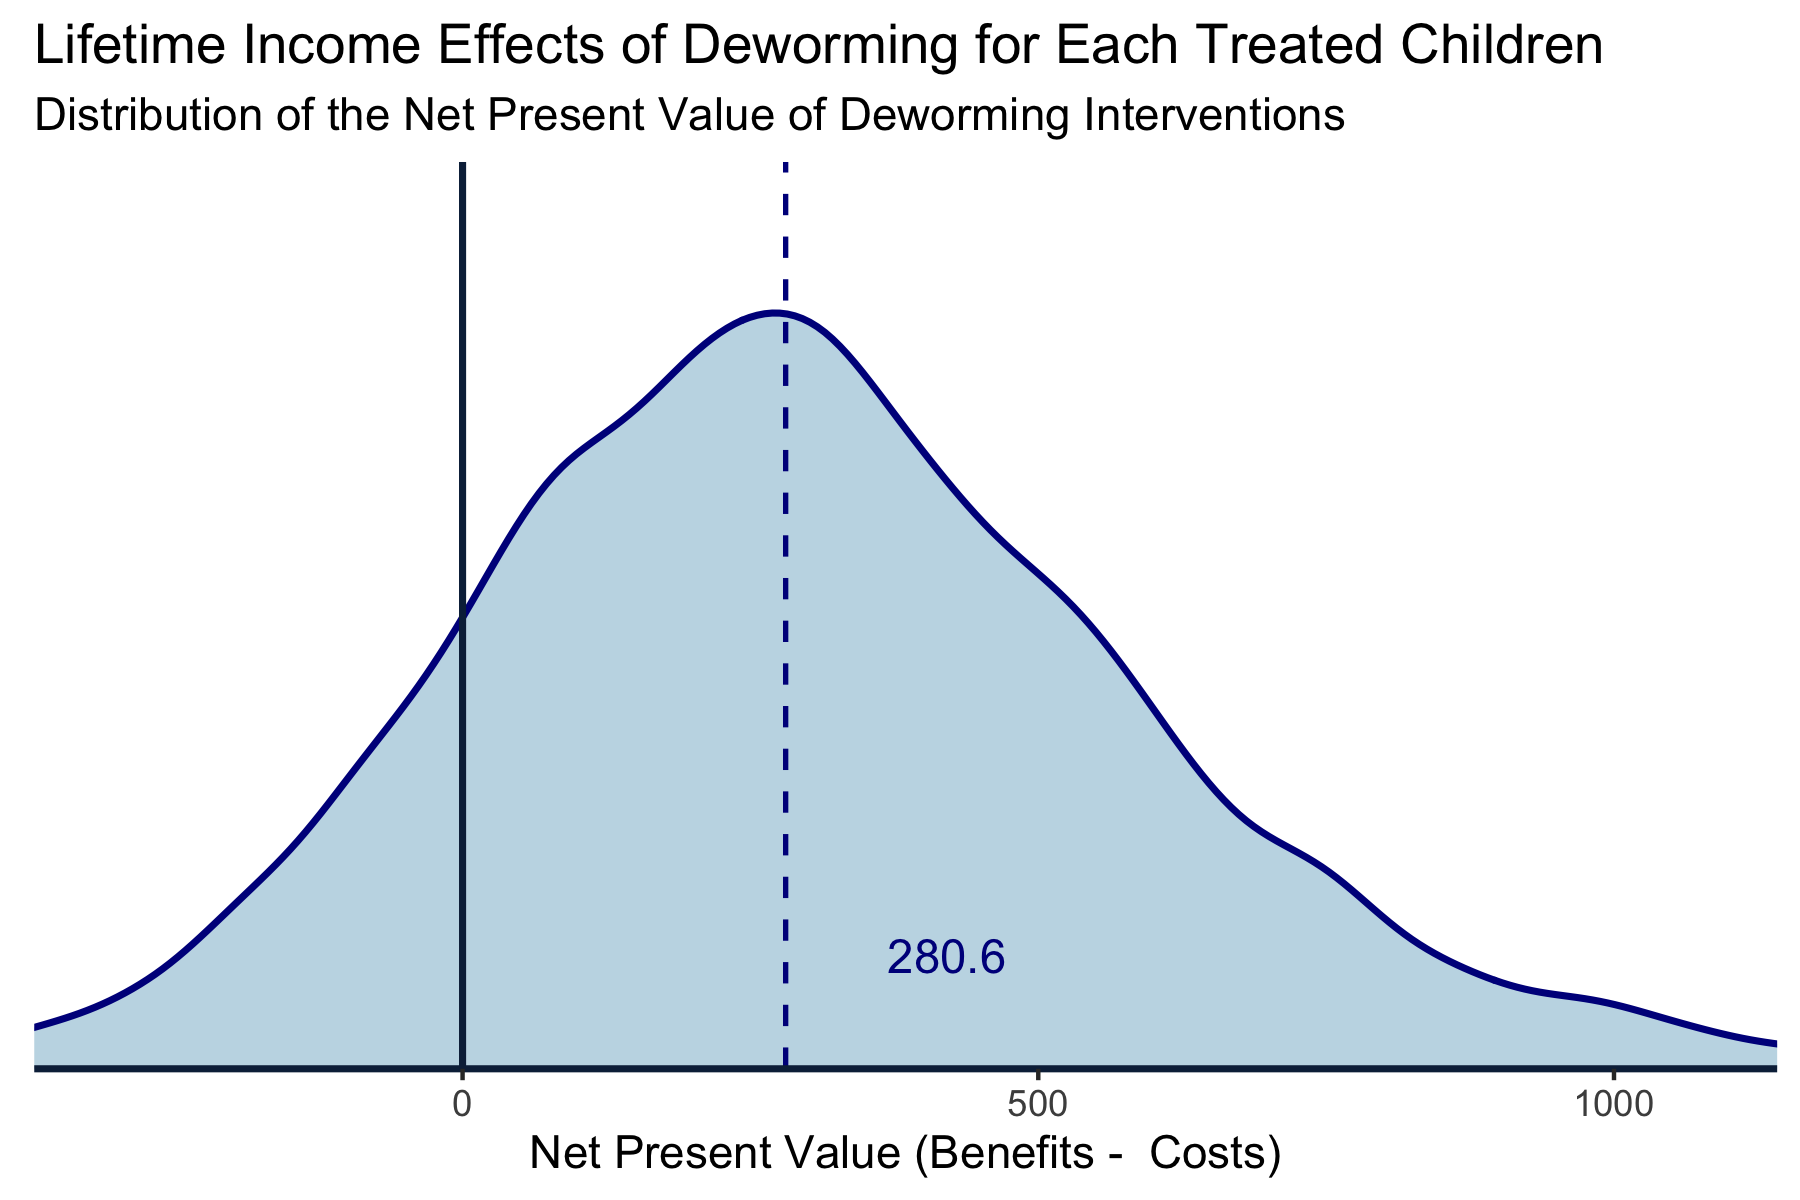 Lifetime Income Effects of Deworming for Each Treated Children
Distribution of the Net Present Value of Deworming Interventions
280.6
0 500 1000
Net Present Value (Benefits -  Costs)